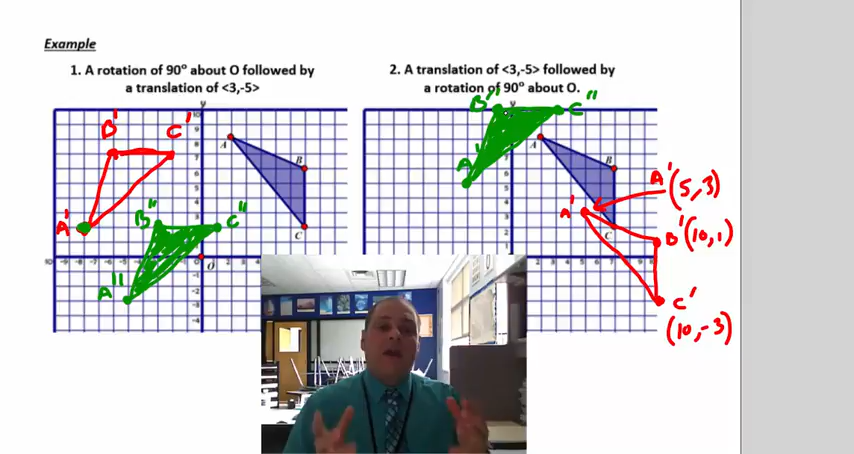 Example
1. A rotation of 90° about O followed by
a translation of <3,-5>
2. A translation of <3,-5> followed by
a rotation of 90° about O.
B'
C'
A'
B"
C"
A"
A
B
C
O
B"
C"
A"
A
B
C
A'
A'(5,3)
B'(10,1)
C'
(10,-3)